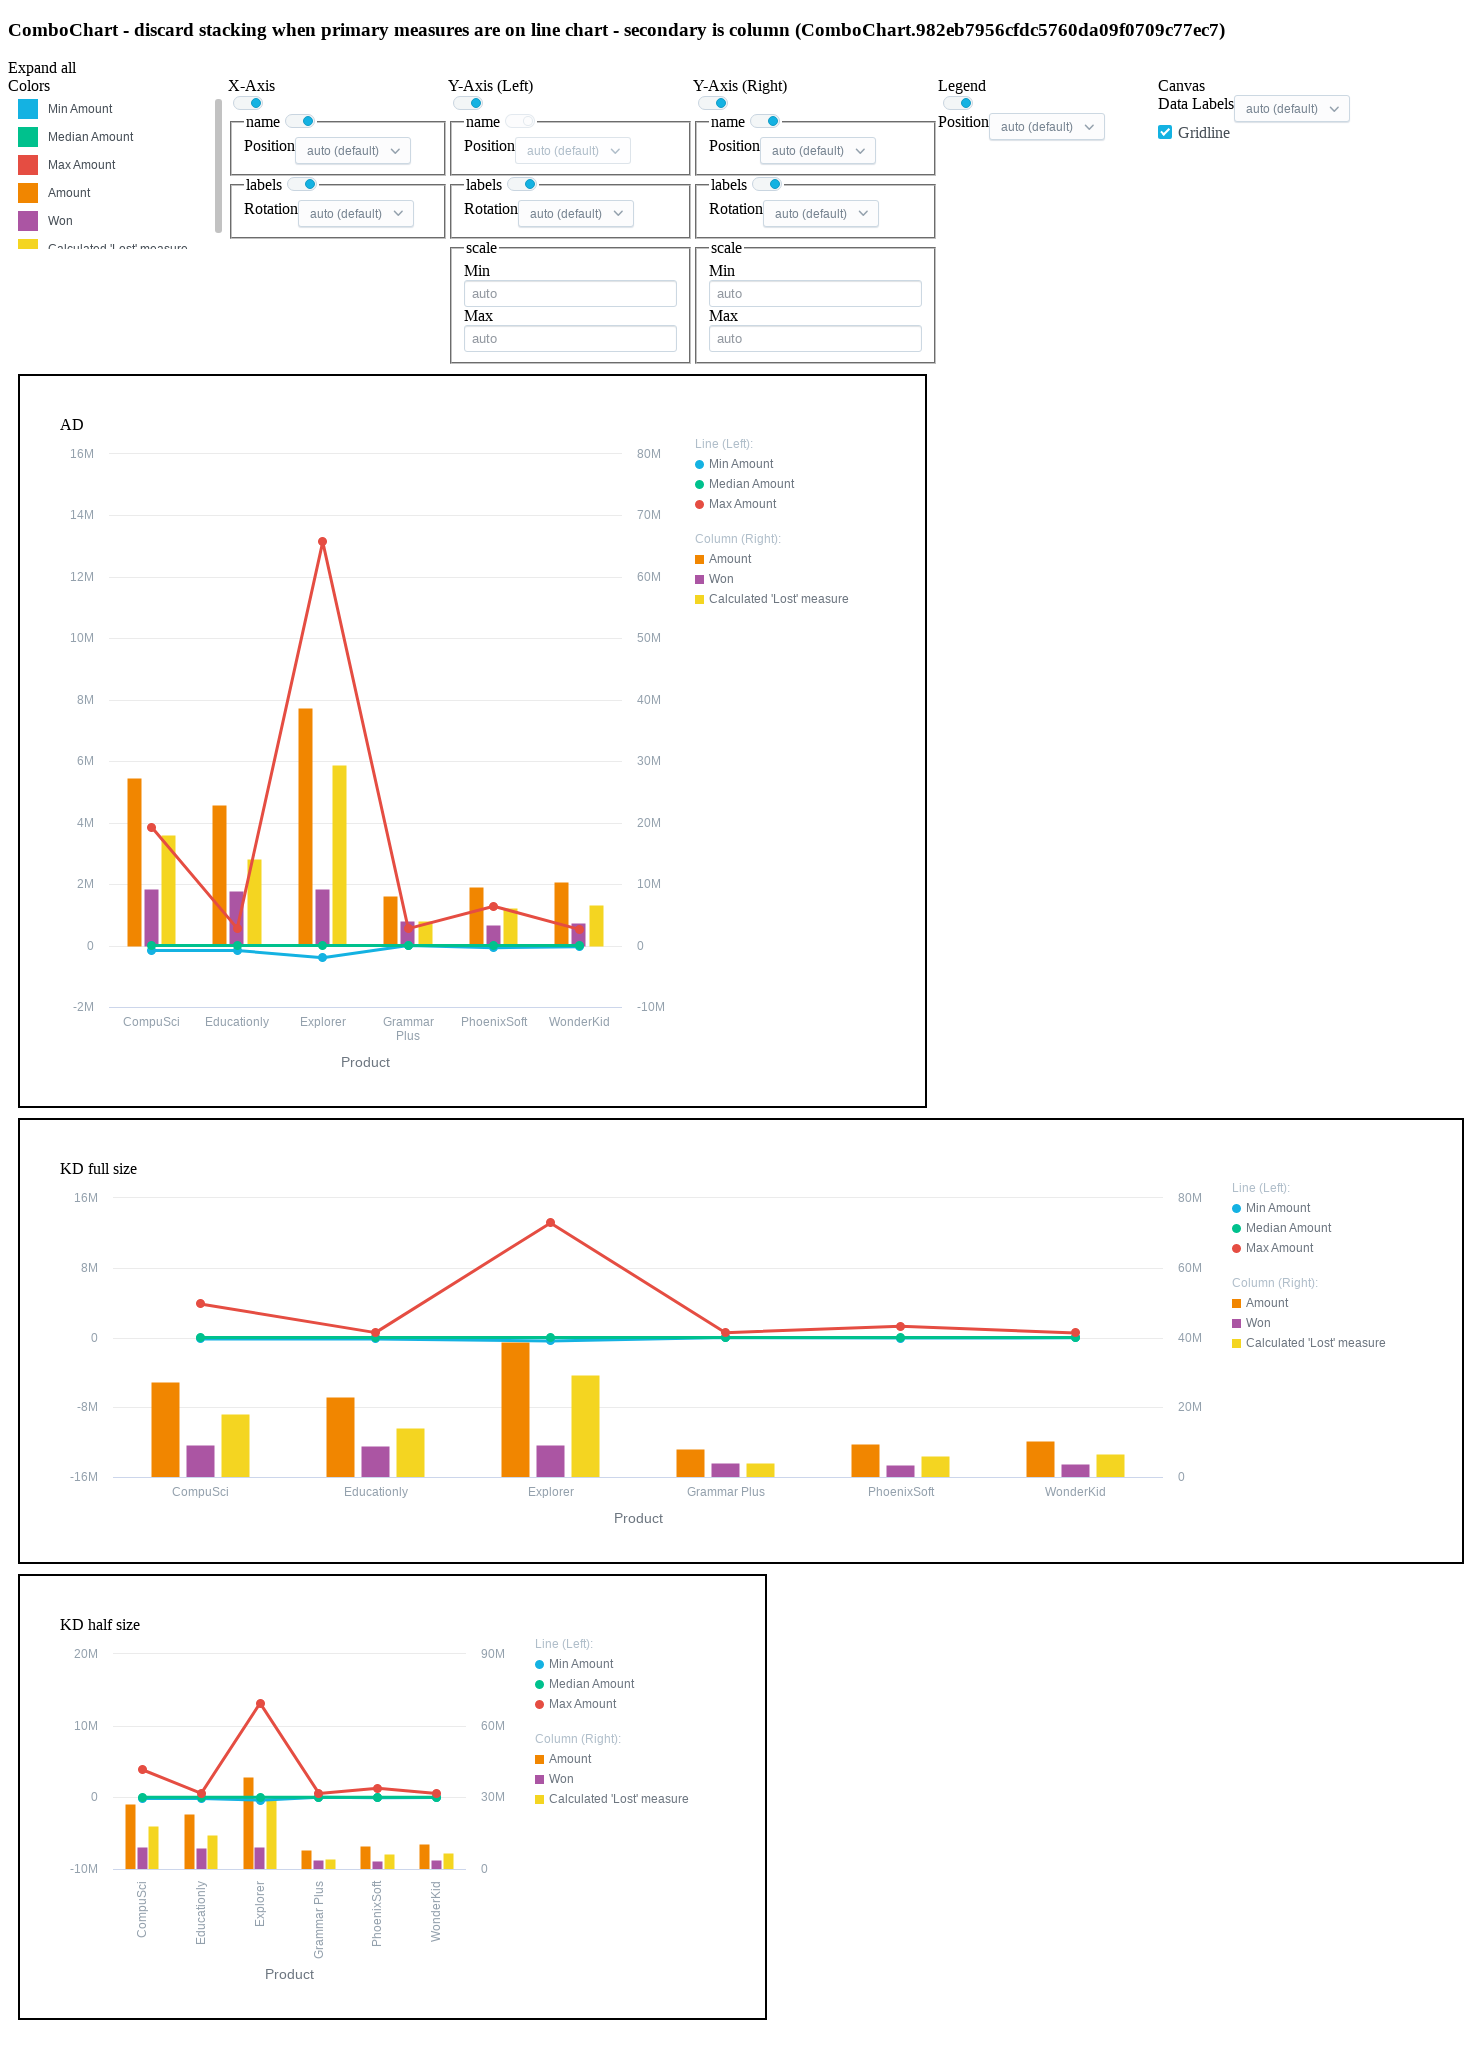 ComboChart - discard stacking when primary measures are on line chart - secondary is column (ComboChart.982eb7956cfdc5760da09f0709c77ec7)
Expand all
Colors
Min Amount
Median Amount
Max Amount
Amount
Won
Calculated 'Lost' measure
X-Axis
name
Position auto (default)
labels
Rotation auto (default)
Y-Axis (Left)
name
Position auto (default)
labels
Rotation auto (default)
scale
Min
auto
Max
auto
Y-Axis (Right)
name
Position auto (default)
labels
Rotation auto (default)
scale
Min
auto
Max
auto
Legend
Position auto (default)
Canvas
Data Labels auto (default)
Gridline
AD
16M
14M
12M
10M
8M
6M
4M
2M
0
-2M
80M
70M
60M
50M
40M
30M
20M
10M
0
-10M
CompuSci
Educationly
Explorer
Grammar
Plus
PhoenixSoft
WonderKid
Product
Line (Left):
Min Amount
Median Amount
Max Amount
Column (Right):
Amount
Won
Calculated 'Lost' measure
KD full size
16M
8M
0
-8M
-16M
80M
60M
40M
20M
0
CompuSci
Educationly
Explorer
Grammar Plus
PhoenixSoft
WonderKid
Product
Line (Left):
Min Amount
Median Amount
Max Amount
Column (Right):
Amount
Won
Calculated 'Lost' measure
KD half size
20M
10M
0
-10M
90M
60M
30M
0
CompuSci
Educationly
Explorer
Grammar Plus
PhoenixSoft
WonderKid
Product
Line (Left):
Min Amount
Median Amount
Max Amount
Column (Right):
Amount
Won
Calculated 'Lost' measure